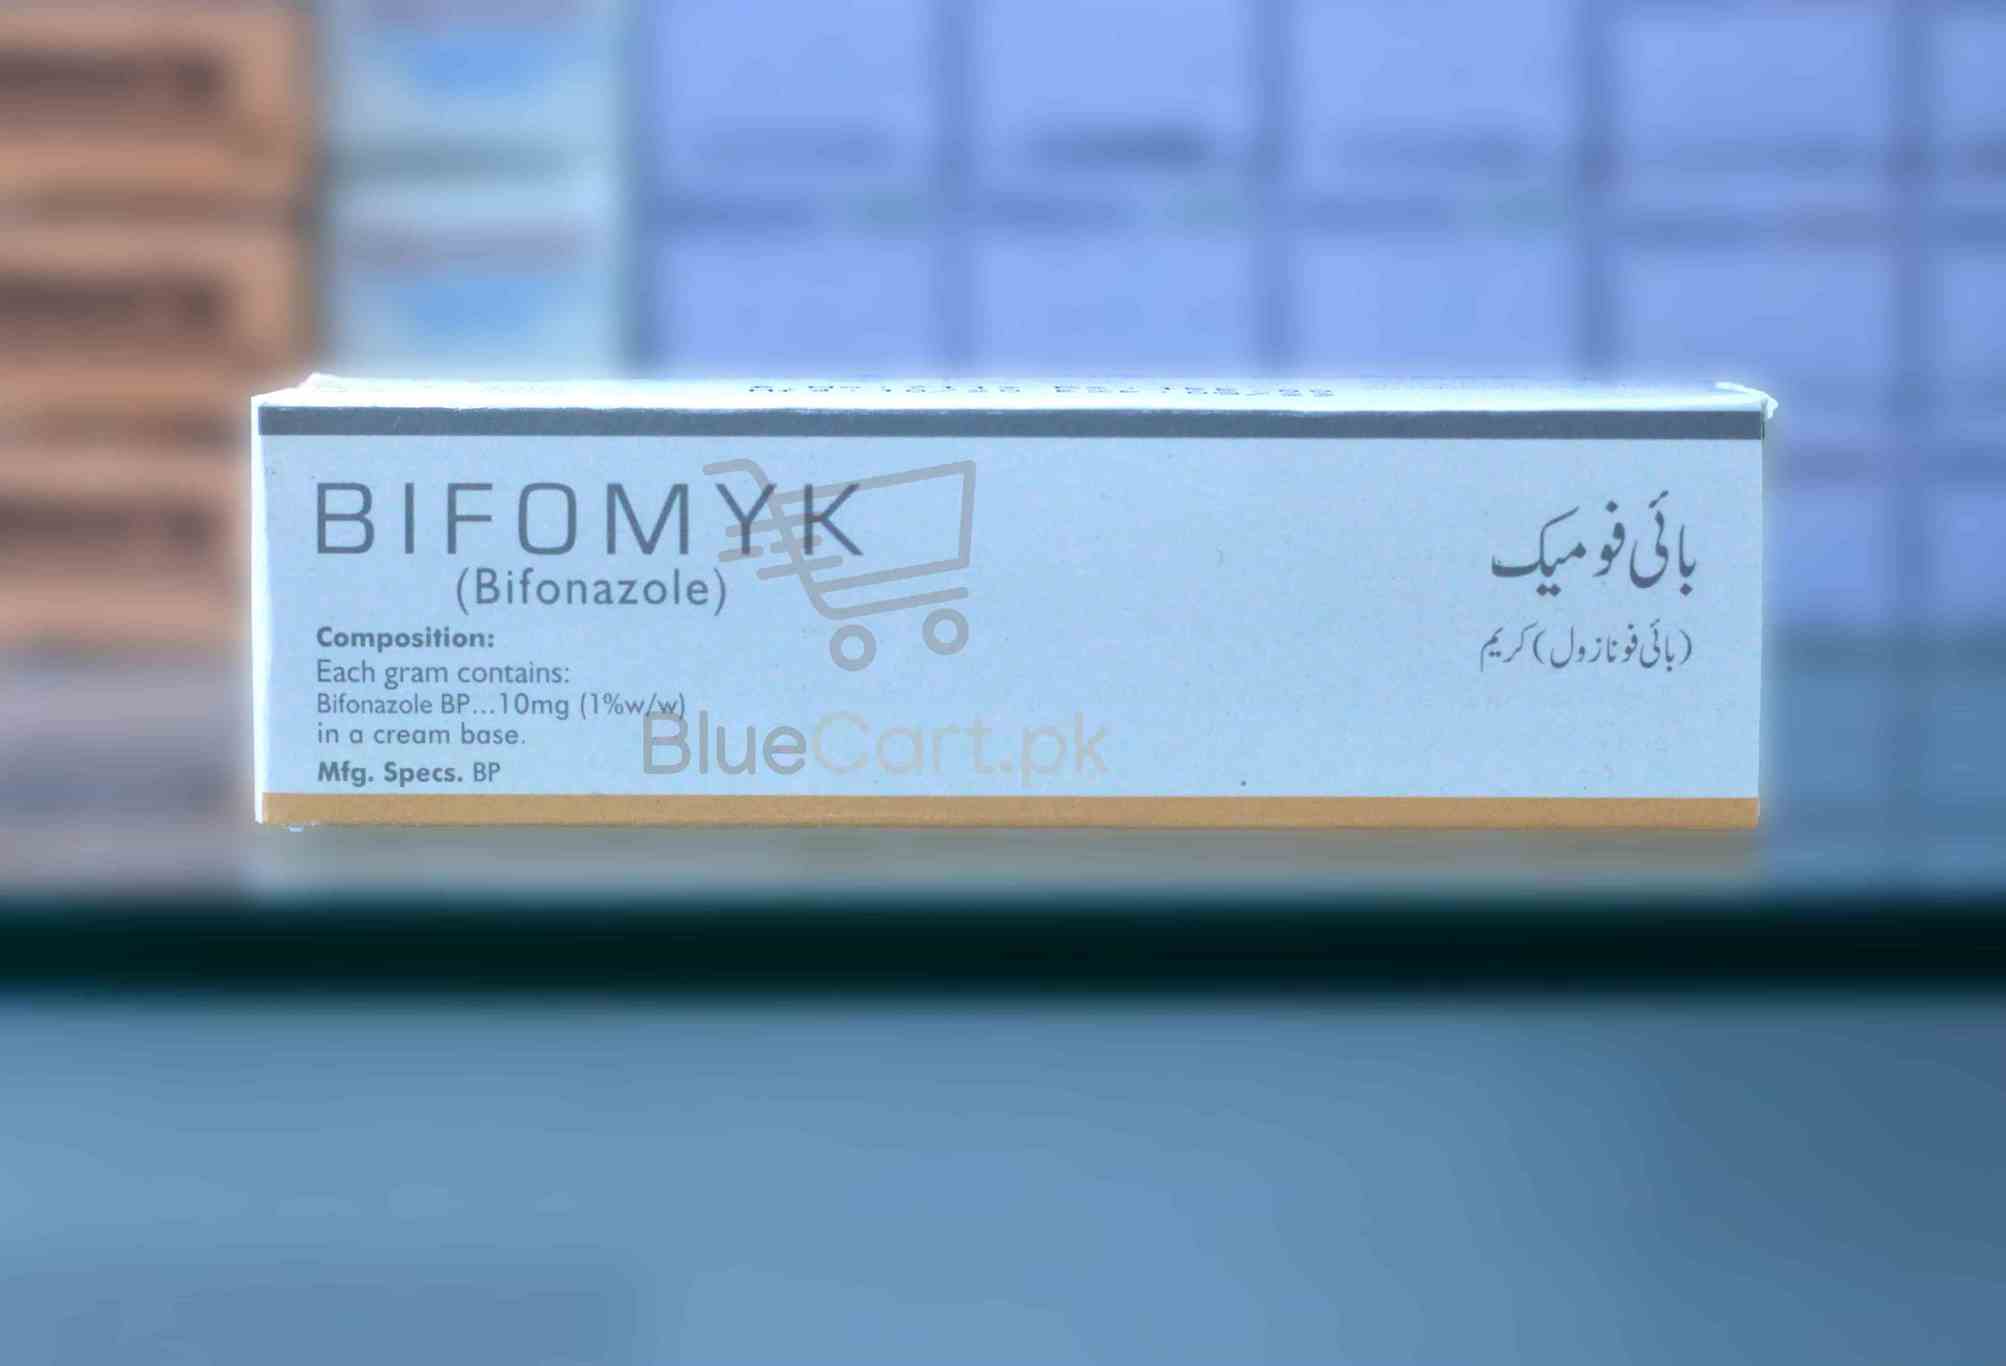 BIFOMYK
(Bifonazole)
Composition:
Each gram contains:
Bifonazole BP...10mg (1%w/w)
in a cream base.
Mfg. Specs. BP
بائی فومیک
(بائی فونازول) کریم
BlueCart.pk